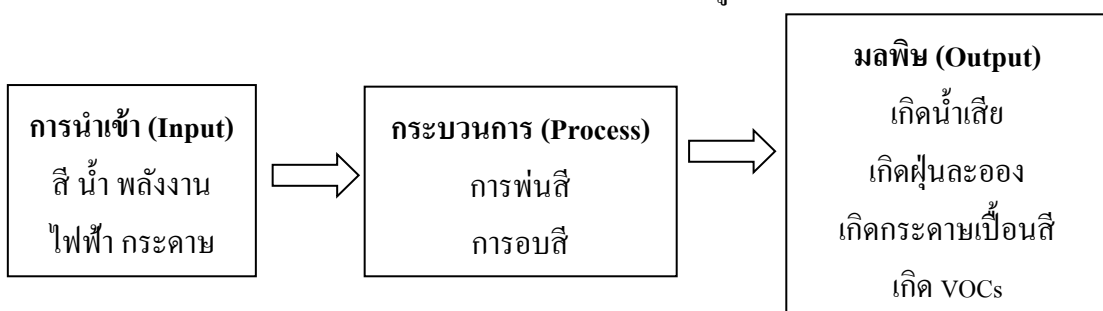 การนำเข้า (Input)
สี น้ำ พลังงาน
ไฟฟ้า กระดาษ
กระบวนการ (Process)
การพ่นสี
การอบสี
มลพิษ (Output)
เกิดน้ำเสีย
เกิดฝุ่นละออง
เกิดกระดาษเปื้อนสี
เกิด VOCs